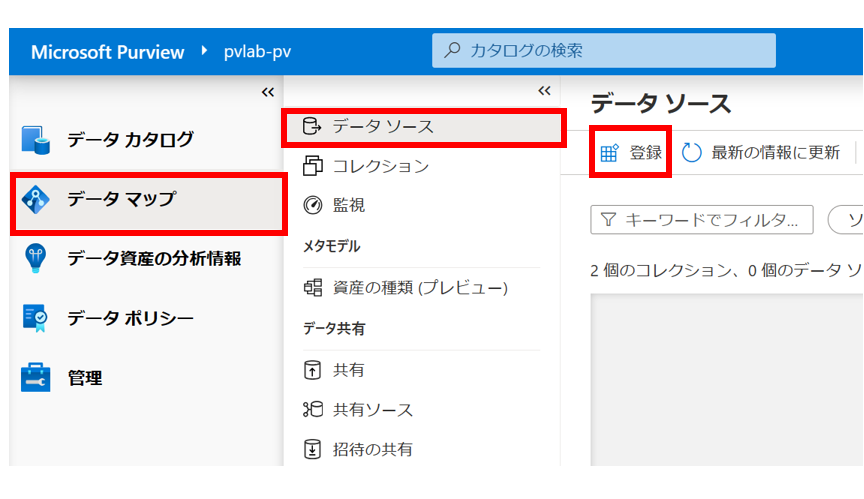 Microsoft Purview pvlab-pv
カタログの検索
データ カタログ
データ マップ
データ資産の分析情報
データ ポリシー
管理
データ ソース
コレクション
監視
メタモデル
資産の種類 (プレビュー)
データ共有
共有
共有ソース
招待の共有
データ ソース
登録 最新の情報に更新
キーワードでフィルタ... ソ
2 個のコレクション、0 個のデータ ソ